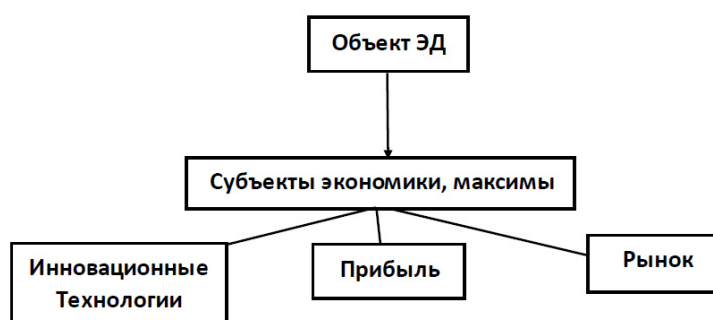 Объект ЭД
Субъекты экономики, максимы
Инновационные
Технологии
Прибыль
Рынок